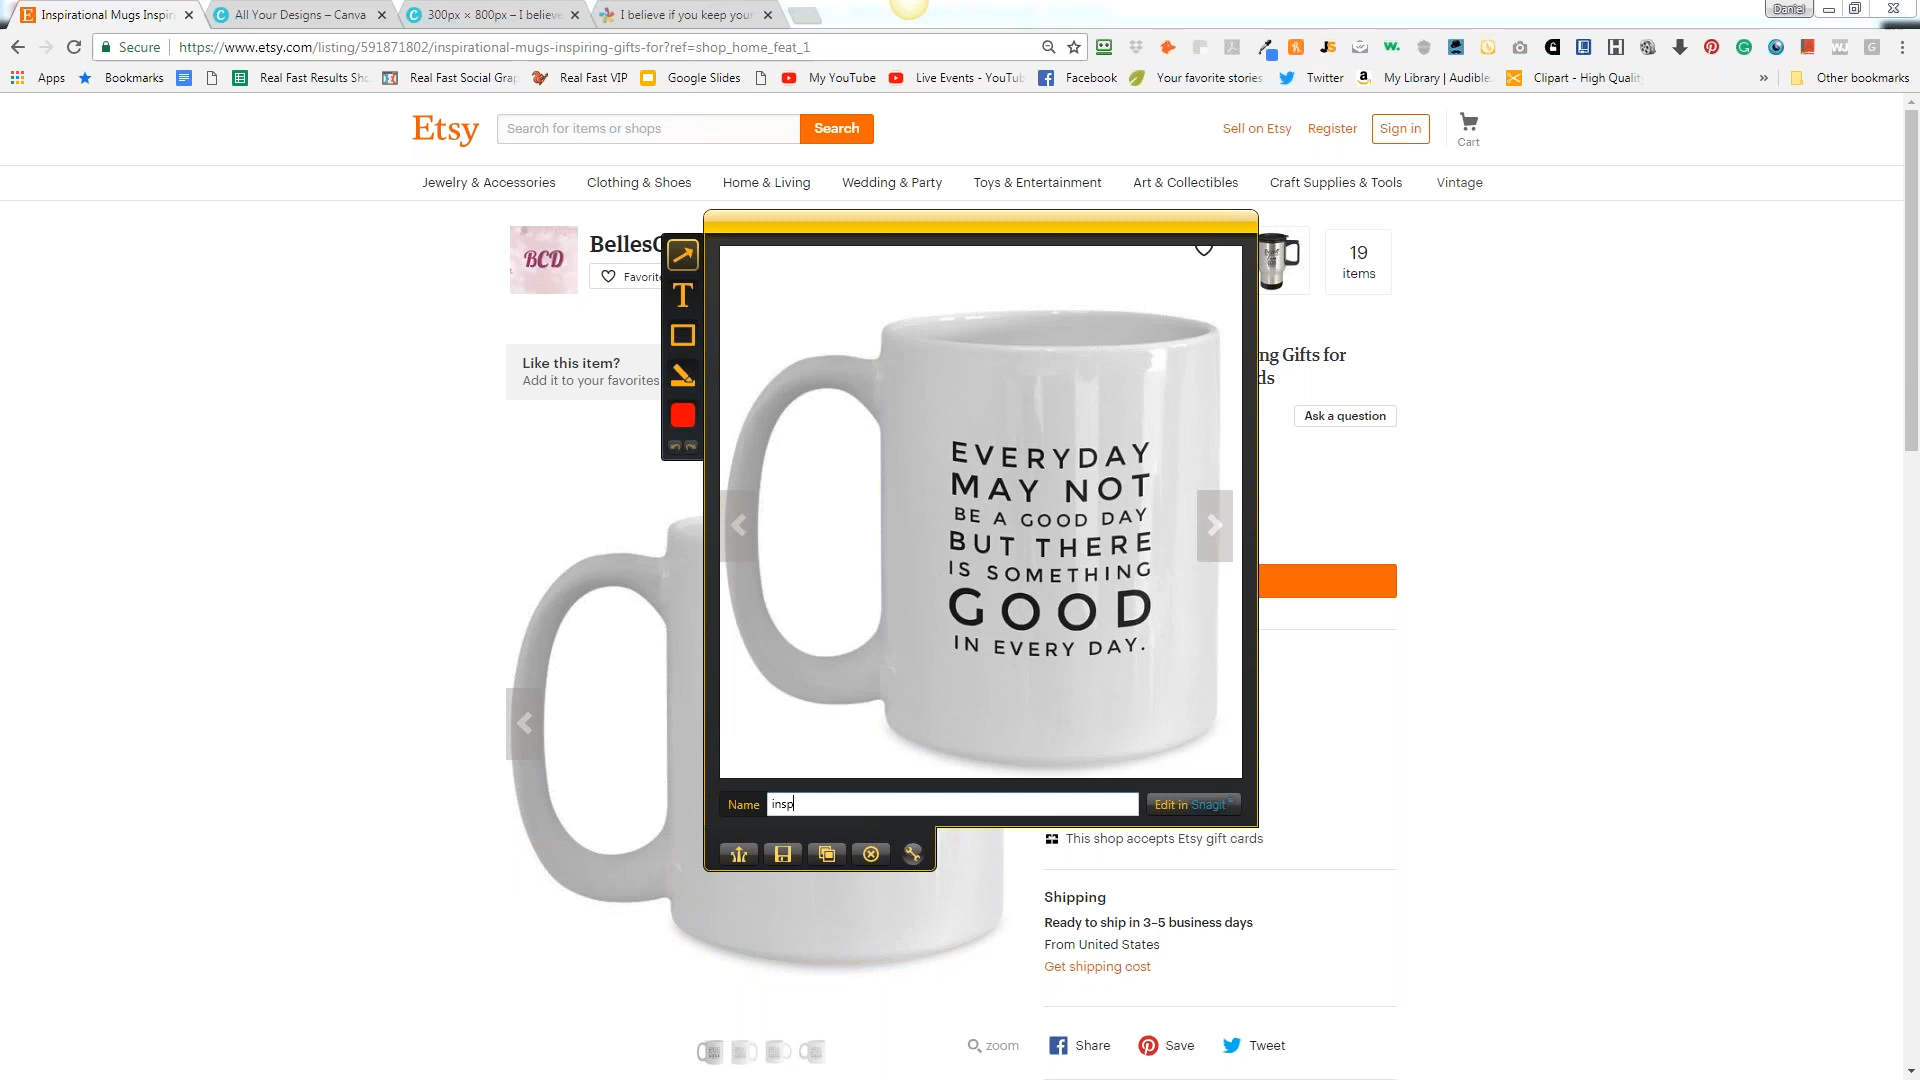 Inspirational Mugs Inspir
All Your Designs – Canva
300px × 800px – I believe
I believe if you keep your
Daniel
Secure
https://www.etsy.com/listing/591871802/inspirational-mugs-inspiring-gifts-for?ref=shop_home_feat_1
Apps
Bookmarks
Real Fast Results Sho
Real Fast Social Grap
Real Fast VIP
Google Slides
My YouTube
Live Events - YouTub
Facebook
Your favorite stories
Twitter
My Library | Audible
Clipart - High Quality
Other bookmarks
Etsy
Search for items or shops
Search
Sell on Etsy
Register
Sign in
Cart
Jewelry & Accessories
Clothing & Shoes
Home & Living
Wedding & Party
Toys & Entertainment
Art & Collectibles
Craft Supplies & Tools
Vintage
BCD
BellesC
Favorite
19
items
Like this item?
Add it to your favorites
ng Gifts for
ds
Ask a question
EVERYDAY
MAY NOT
BE A GOOD DAY
BUT THERE
IS SOMETHING
GOOD
IN EVERY DAY.
Name
insp
Edit in Snagit
This shop accepts Etsy gift cards
Shipping
Ready to ship in 3–5 business days
From United States
Get shipping cost
zoom
Share
Save
Tweet